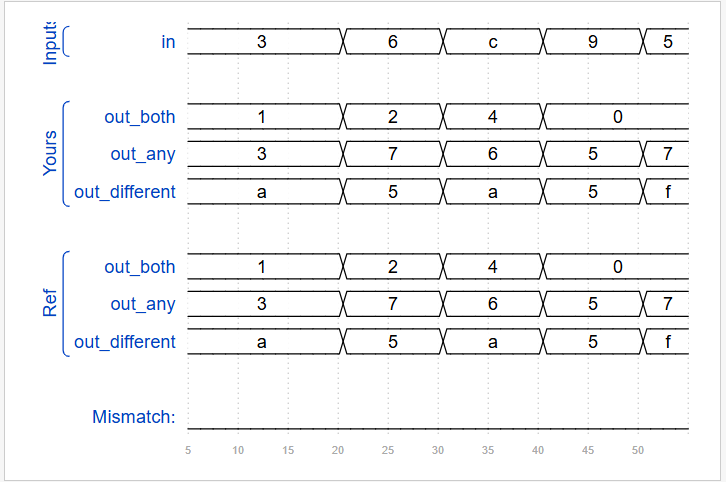 Inputs
in 3 6 c 9 5
Yours
out_both 1 2 4 0
out_any 3 7 6 5 7
out_different a 5 a 5 f
Ref
out_both 1 2 4 0
out_any 3 7 6 5 7
out_different a 5 a 5 f
Mismatch:
5 10 15 20 25 30 35 40 45 50